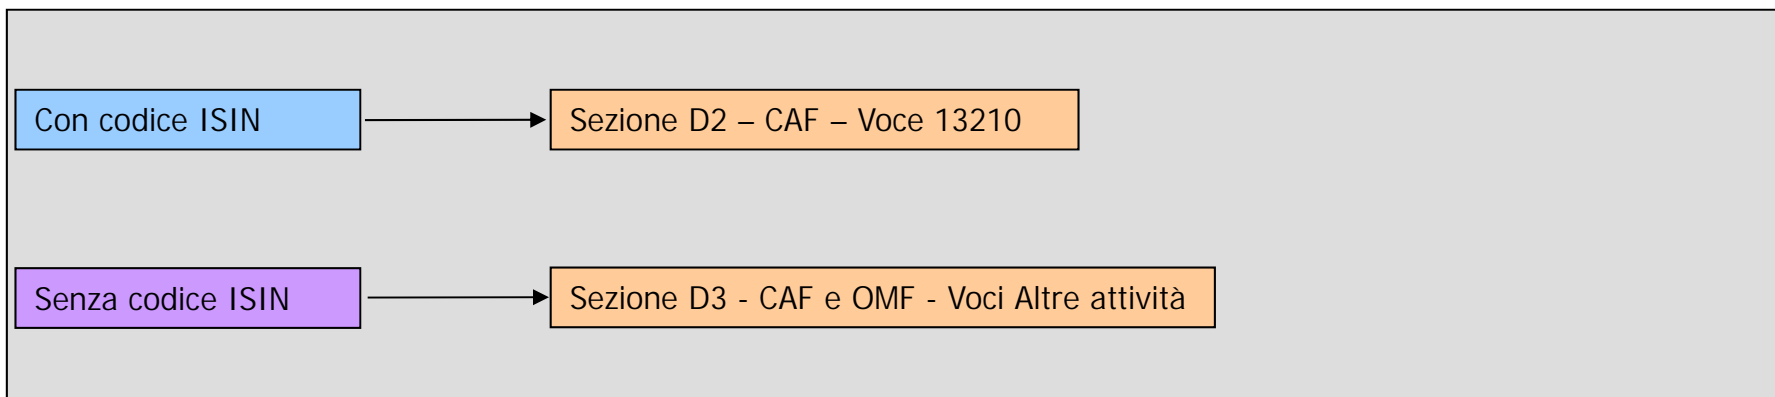 Con codice ISIN
Sezione D2 – CAF – Voce 13210
Senza codice ISIN
Sezione D3 - CAF e OMF - Voci Altre attività